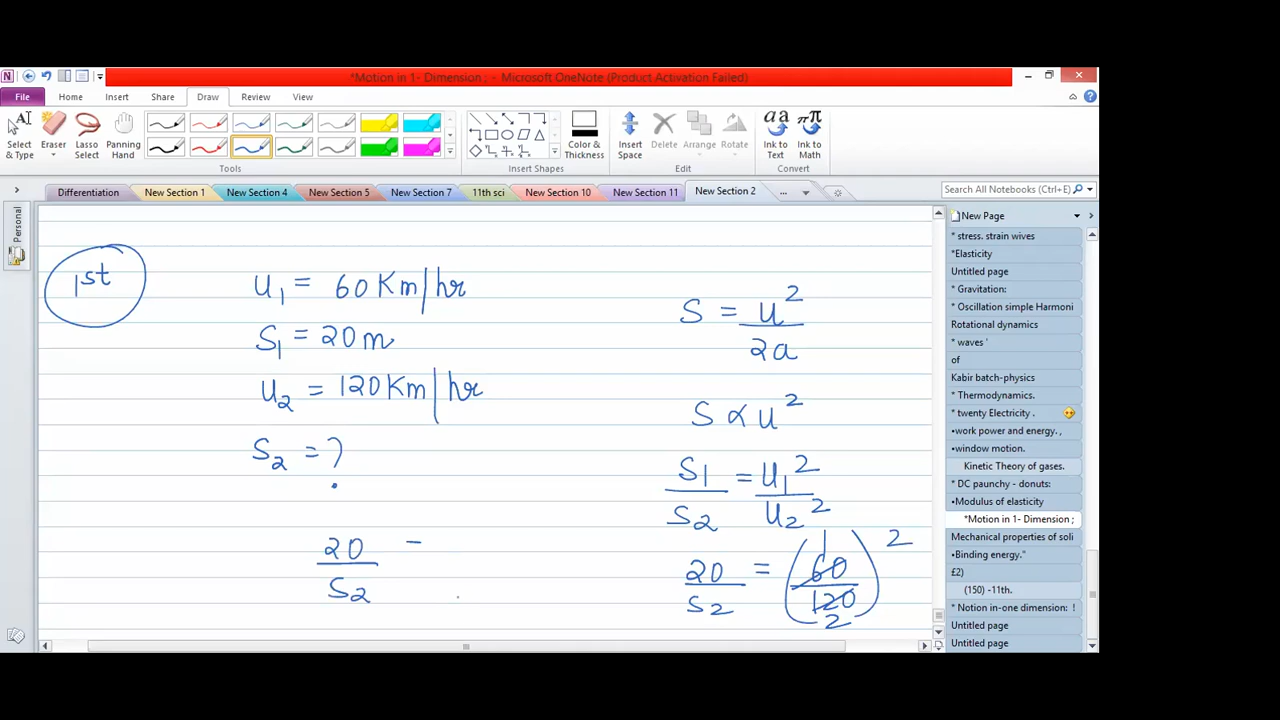 *Motion in 1- Dimension ; - Microsoft OneNote (Product Activation Failed)
File Home Insert Share Draw Review View
Select & Type
Eraser
Lasso Select
Panning Hand
Color & Thickness
Insert Space
Delete
Arrange
Rotate
Ink to Text
Ink to Math
Tools
Insert Shapes
Edit
Convert
Differentiation New Section 1 New Section 4 New Section 5 New Section 7 11th sci New Section 10 New Section 11 New Section 2 ...
Search All Notebooks (Ctrl+E)
Personal
1st
u₁ = 60 Km/hr
S₁ = 20 m
u₂ = 120 Km/hr
S₂ = ?
20/S₂ =
S = u²/2a
S ∝ u²
S₁/S₂ = u₁²/u₂²
20/S₂ = (60/120)²
1
2
New Page
* stress. strain wives
*Elasticity
Untitled page
* Gravitation:
* Oscillation simple Harmoni
Rotational dynamics
* waves '
of
Kabir batch-physics
* Thermodynamics.
* twenty Electricity .
•work power and energy. ,
•window motion.
Kinetic Theory of gases.
* DC paunchy - donuts:
•Modulus of elasticity
*Motion in 1- Dimension ;
Mechanical properties of soli
•Binding energy."
£2)
(150) -11th.
* Notion in-one dimension: !
Untitled page
Untitled page